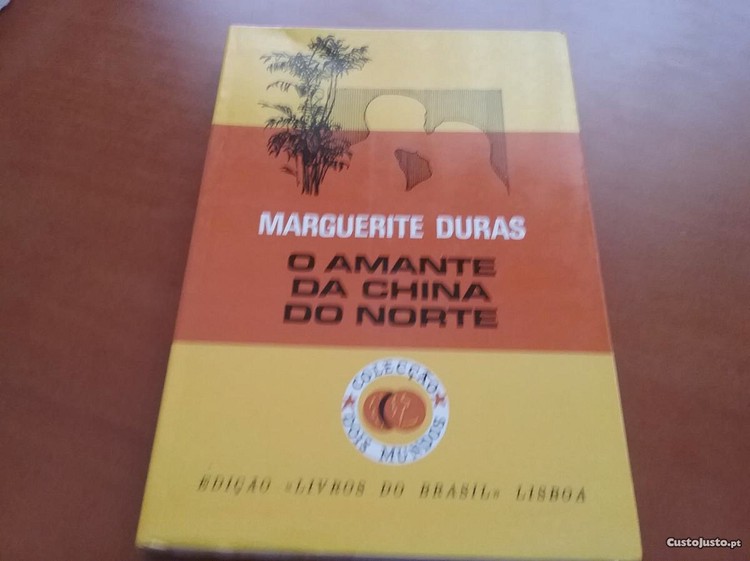 MARGUERITE DURAS
O AMANTE
DA CHINA
DO NORTE
COLECÇÃO
DOIS MUNDOS
EDIÇÃO «LIVROS DO BRASIL» LISBOA
CustoJusto.pt